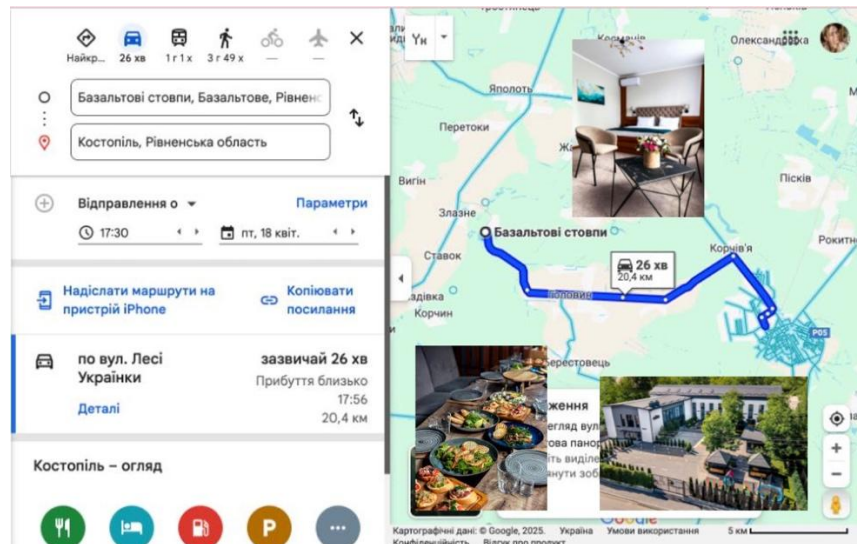 Найкр...
26 хв
1 г 1 х
3 г 49 х
—
—
Базальтові стовпи, Базальтове, Рівнен
Костопіль, Рівненська область
Відправлення о
Параметри
17:30
пт, 18 квіт.
Надіслати маршрути на
пристрій iPhone
Копіювати
посилання
по вул. Лесі
Українки
зазвичай 26 хв
Прибуття близько
17:56
20,4 км
Деталі
Костопіль – огляд
P
Ун
Олександрівка
Яполоть
Перетоки
Вигін
Злазне
Пісків
Базальтові стовпи
Ставок
Корчів'я
26 хв
20,4 км
Головин
Корчин
P05
Берестовець
ження
Google
Картографічні дані: © Google, 2025.
Україна
Умови використання
5 км
Конфіденційність
Відгук про продукт